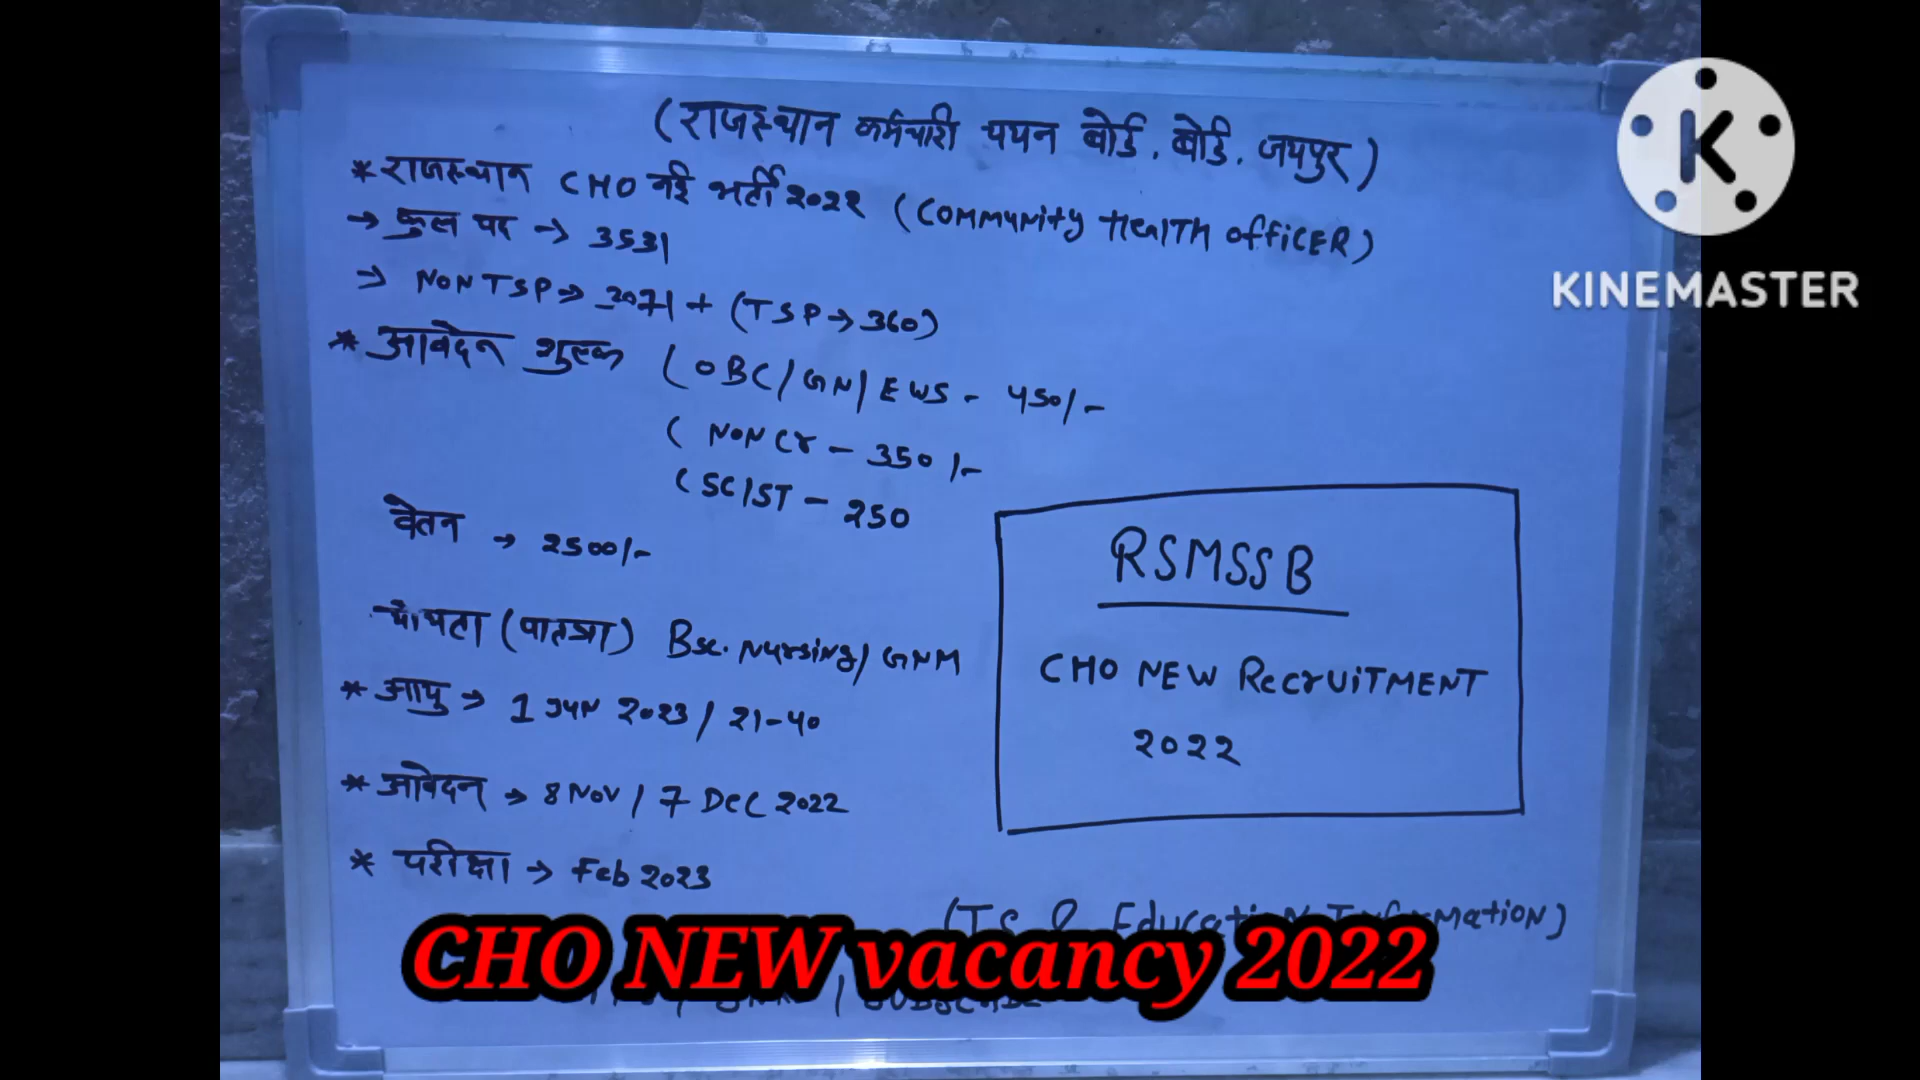 (राजस्थान कर्मचारी चयन बोर्ड. बोर्ड. जयपुर)
* राजस्थान CHO नई भर्ती 2022 (COMMUNITY HEALTH OFFICER)
→ कुल पद → 3531
→ NON TSP → 3071 + (TSP → 360)
* आवेदन शुल्क (OBC/GN/EWS - 450/-
(NON Cr - 350/-
(SC/ST - 250
वेतन → 2500/-
योग्यता (पात्रता) Bsc. Nursing/GNM
* आयु → 1 Jan 2023 / 21-40
* आवेदन → 8 Nov / 7 Dec 2022
* परीक्षा → Feb 2023
RSMSSB
CHO NEW RecruiTMENT
2022
Education Information)
CHO NEW vacancy 2022
K
KINEMASTER